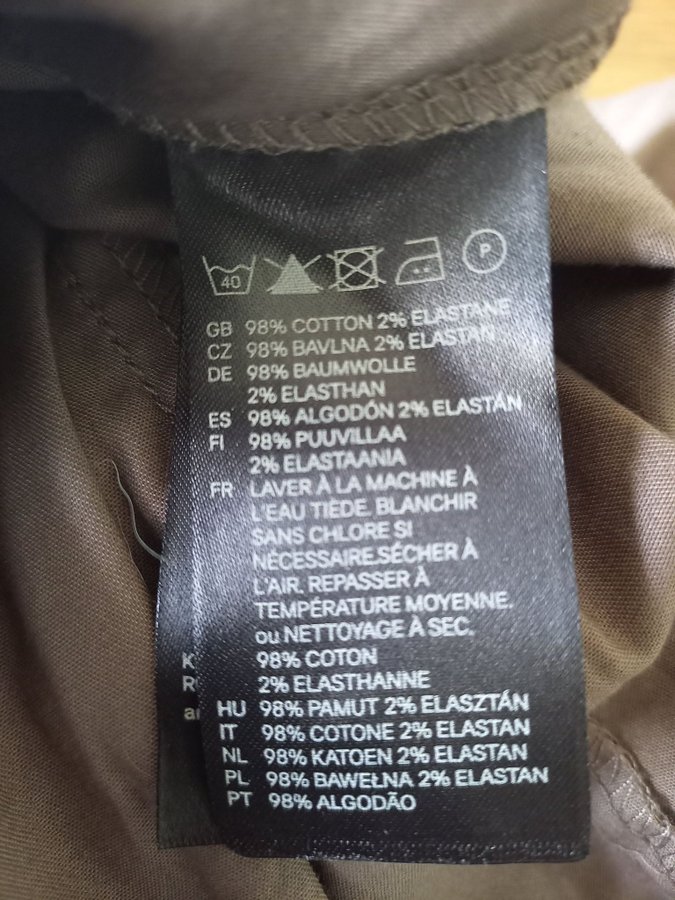 40 P
GB 98% COTTON 2% ELASTANE
CZ 98% BAVLNA 2% ELASTAN
DE 98% BAUMWOLLE
2% ELASTHAN
ES 98% ALGODÓN 2% ELASTÁN
FI 98% PUUVILLAA
2% ELASTAANIA
FR LAVER À LA MACHINE À
L'EAU TIÈDE, BLANCHIR
SANS CHLORE SI
NÉCESSAIRE.SÉCHER À
L'AIR. REPASSER À
TEMPÉRATURE MOYENNE.
ou NETTOYAGE À SEC.
98% COTON
2% ELASTHANNE
HU 98% PAMUT 2% ELASZTÁN
IT 98% COTONE 2% ELASTAN
NL 98% KATOEN 2% ELASTAN
PL 98% BAWEŁNA 2% ELASTAN
PT 98% ALGODÃO